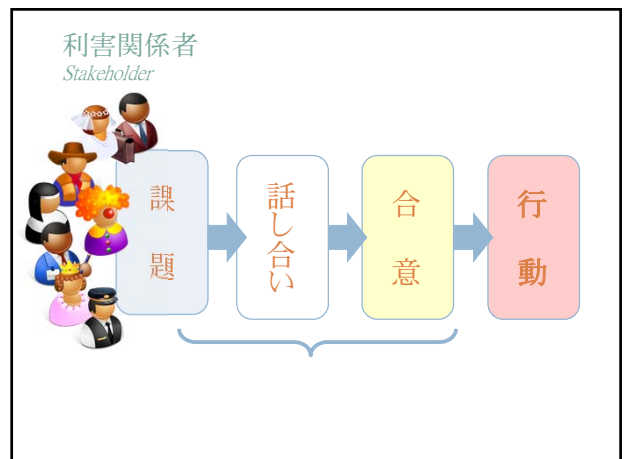 利害関係者
Stakeholder
課題
話し合い
合意
行動